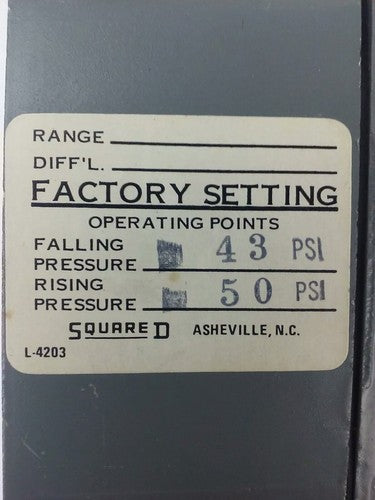 RANGE
DIFF'L.
FACTORY SETTING
OPERATING POINTS
FALLING
PRESSURE 43 PSI
RISING
PRESSURE 50 PSI
SQUARE D ASHEVILLE, N.C.
L-4203